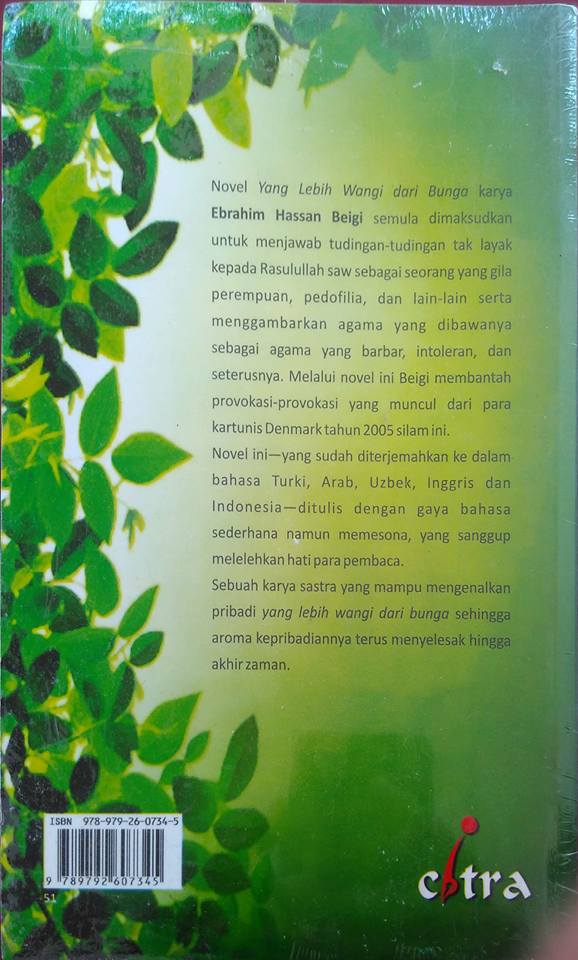 Novel Yang Lebih Wangi dari Bunga karya
Ebrahim Hassan Beigi semula dimaksudkan
untuk menjawab tudingan-tudingan tak layak
kepada Rasulullah saw sebagai seorang yang gila
perempuan, pedofilia, dan lain-lain serta
menggambarkan agama yang dibawanya
sebagai agama yang barbar, intoleran, dan
seterusnya. Melalui novel ini Beigi membantah
provokasi-provokasi yang muncul dari para
kartunis Denmark tahun 2005 silam ini.
Novel ini—yang sudah diterjemahkan ke dalam
bahasa Turki, Arab, Uzbek, Inggris dan
Indonesia—ditulis dengan gaya bahasa
sederhana namun memesona, yang sanggup
melelehkan hati para pembaca.
Sebuah karya sastra yang mampu mengenalkan
pribadi yang lebih wangi dari bunga sehingga
aroma kepribadiannya terus menyelesak hingga
akhir zaman.
ISBN 978-979-26-0734-5
9 789792 607345
51
citra